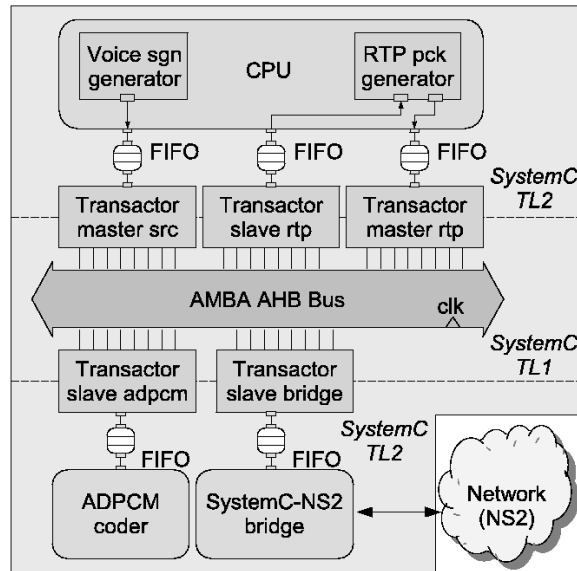 Voice sgn
generator
CPU
RTP pck
generator
FIFO
FIFO
FIFO
SystemC
TL2
Transactor
master src
Transactor
slave rtp
Transactor
master rtp
AMBA AHB Bus
clk
SystemC
TL1
Transactor
slave adpcm
Transactor
slave bridge
SystemC
TL2
FIFO
FIFO
ADPCM
coder
SystemC-NS2
bridge
Network
(NS2)